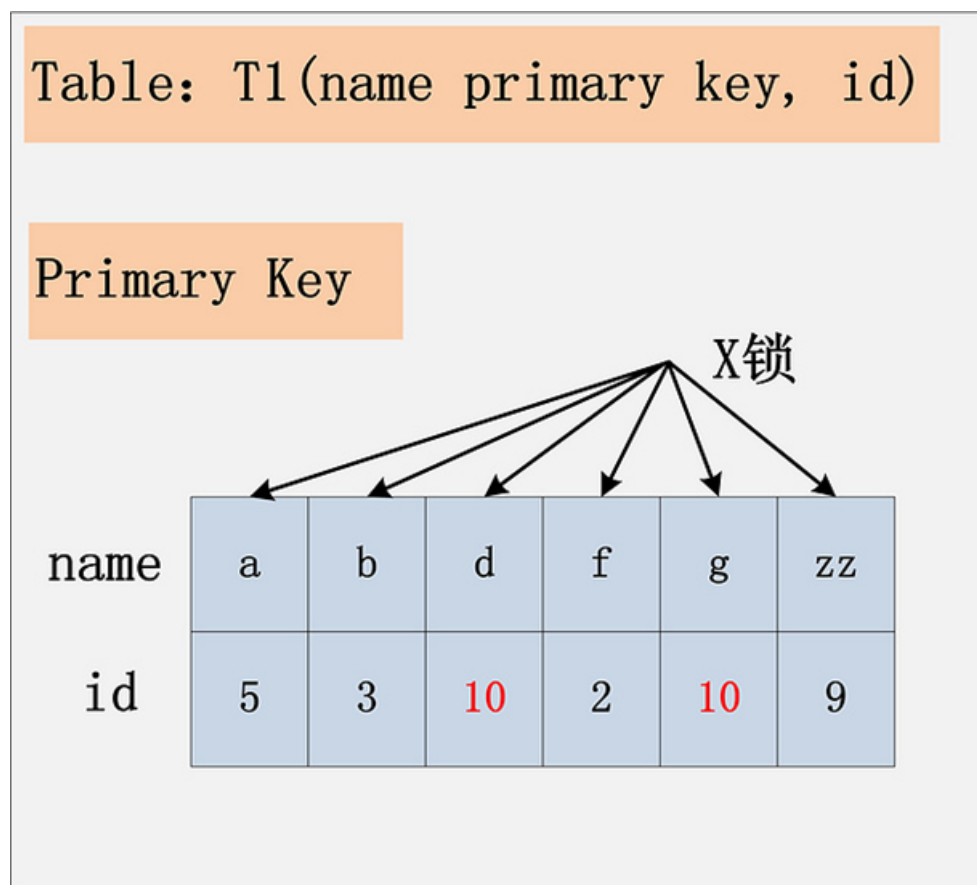 Table：T1(name primary key, id)
Primary Key
X锁
name a b d f g zz
id 5 3 10 2 10 9